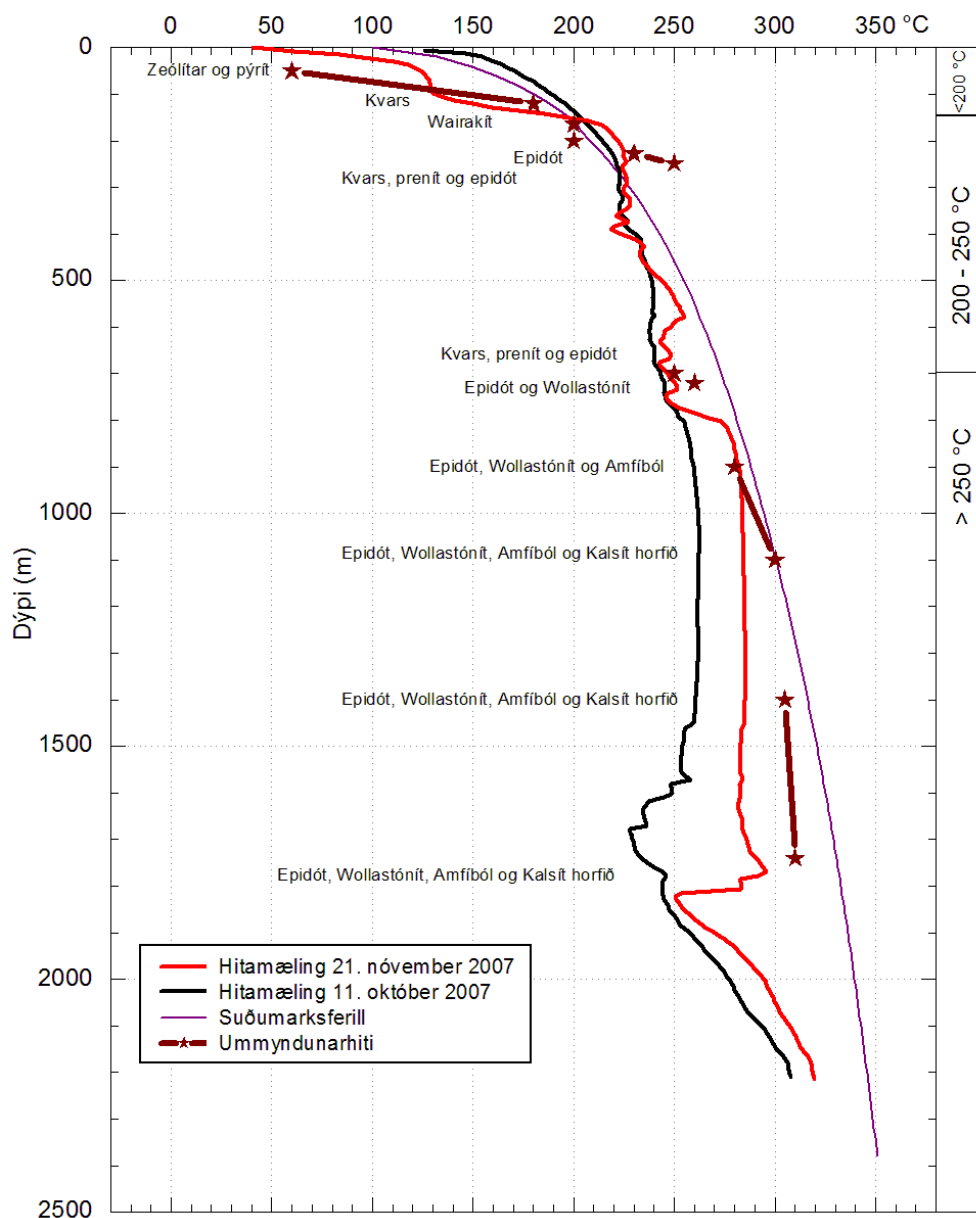 0 50 100 150 200 250 300 350 °C
0
500
1000
1500
2000
2500
Dýpi (m)
<200 °C
200 - 250 °C
> 250 °C
Zeólítar og pýrít
Kvars
Wairakít
Epidót
Kvars, prenít og epidót
Kvars, prenít og epidót
Epidót og Wollastónít
Epidót, Wollastónít og Amfíból
Epidót, Wollastónít, Amfíból og Kalsít horfið
Epidót, Wollastónít, Amfíból og Kalsít horfið
Epidót, Wollastónít, Amfíból og Kalsít horfið
Hitamæling 21. nóvember 2007
Hitamæling 11. október 2007
Suðumarksferill
Ummyndunarhiti